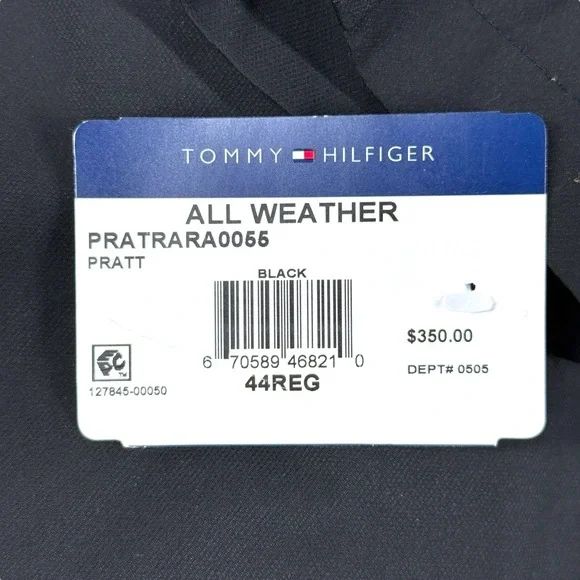 TOMMY HILFIGER
ALL WEATHER
PRATRARA0055
PRATT
BLACK
6 70589 46821 0
$350.00
44REG
DEPT# 0505
127845-00050